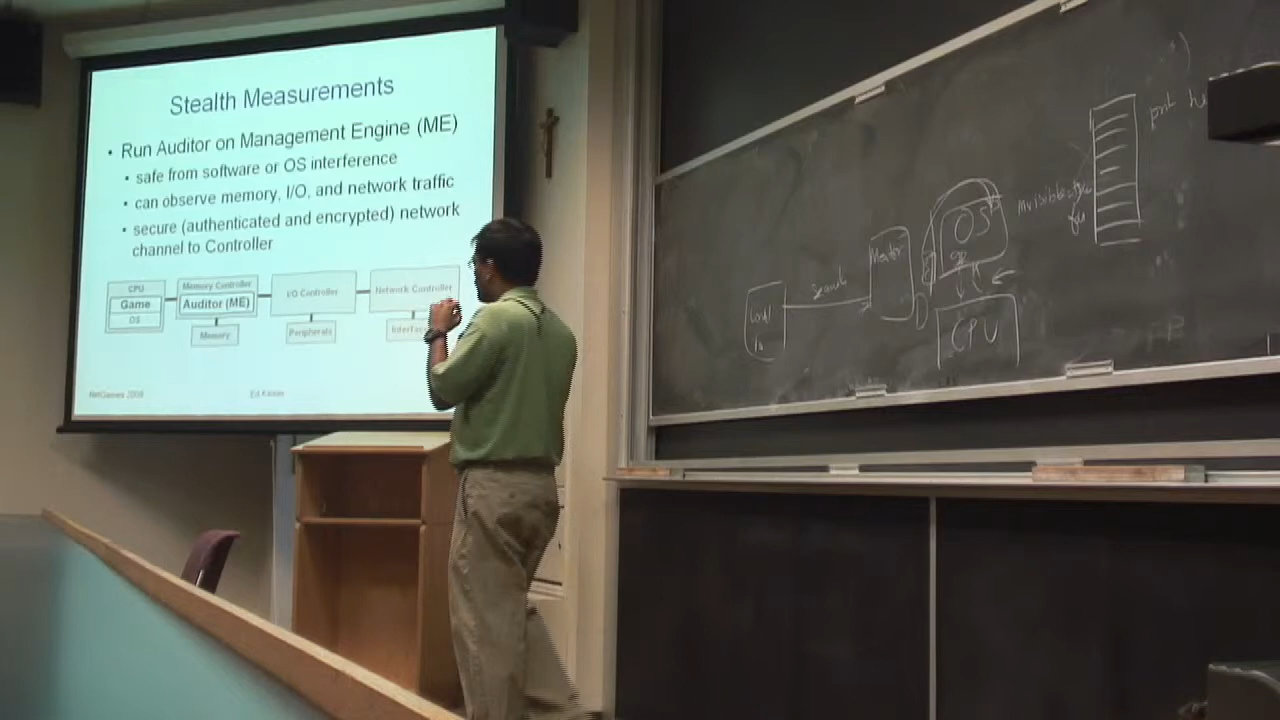 Stealth Measurements
• Run Auditor on Management Engine (ME)
• safe from software or OS interference
• can observe memory, I/O, and network traffic
• secure (authenticated and encrypted) network
channel to Controller
CPU
Game
OS
Memory Controller
Auditor (ME)
Memory
I/O Controller
Peripherals
Network Controller
NetGames 2008
OS
CPU